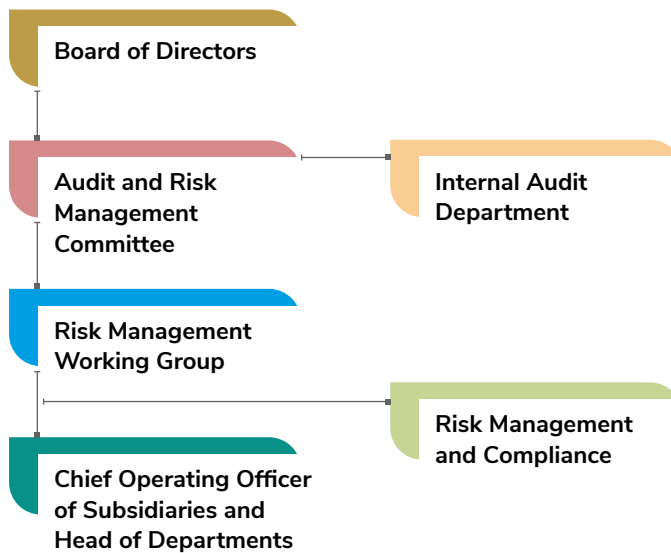 Board of Directors
Audit and Risk
Management
Committee
Internal Audit
Department
Risk Management
Working Group
Risk Management
and Compliance
Chief Operating Officer
of Subsidiaries and
Head of Departments